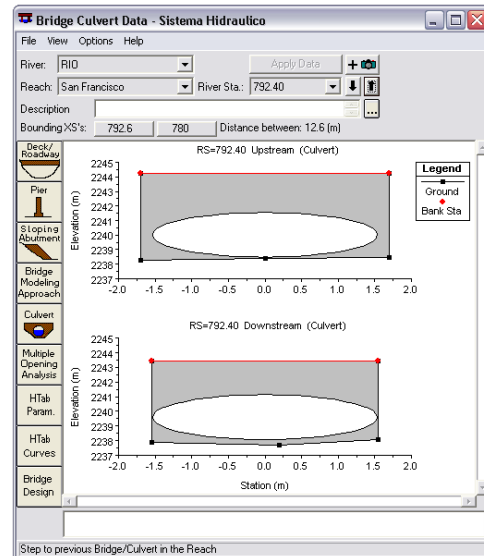 Bridge Culvert Data - Sistema Hidraulico
File View Options Help
River: RIO Apply Data +
Reach: San Francisco River Sta.: 792.40
Description ...
Bounding XS's: 792.6 780 Distance between: 12.6 (m)
Deck/
Roadway
Pier
Sloping
Abutment
Bridge
Modeling
Approach
Culvert
Multiple
Opening
Analysis
HTab
Param.
HTab
Curves
Bridge
Design
RS=792.40 Upstream (Culvert)
Elevation (m)
2245
2244
2243
2242
2241
2240
2239
2238
2237
-2.0 -1.5 -1.0 -0.5 0.0 0.5 1.0 1.5 2.0
Legend
Ground
Bank Sta
RS=792.40 Downstream (Culvert)
Elevation (m)
2245
2244
2243
2242
2241
2240
2239
2238
2237
-2.0 -1.5 -1.0 -0.5 0.0 0.5 1.0 1.5 2.0
Station (m)
Step to previous Bridge/Culvert in the Reach